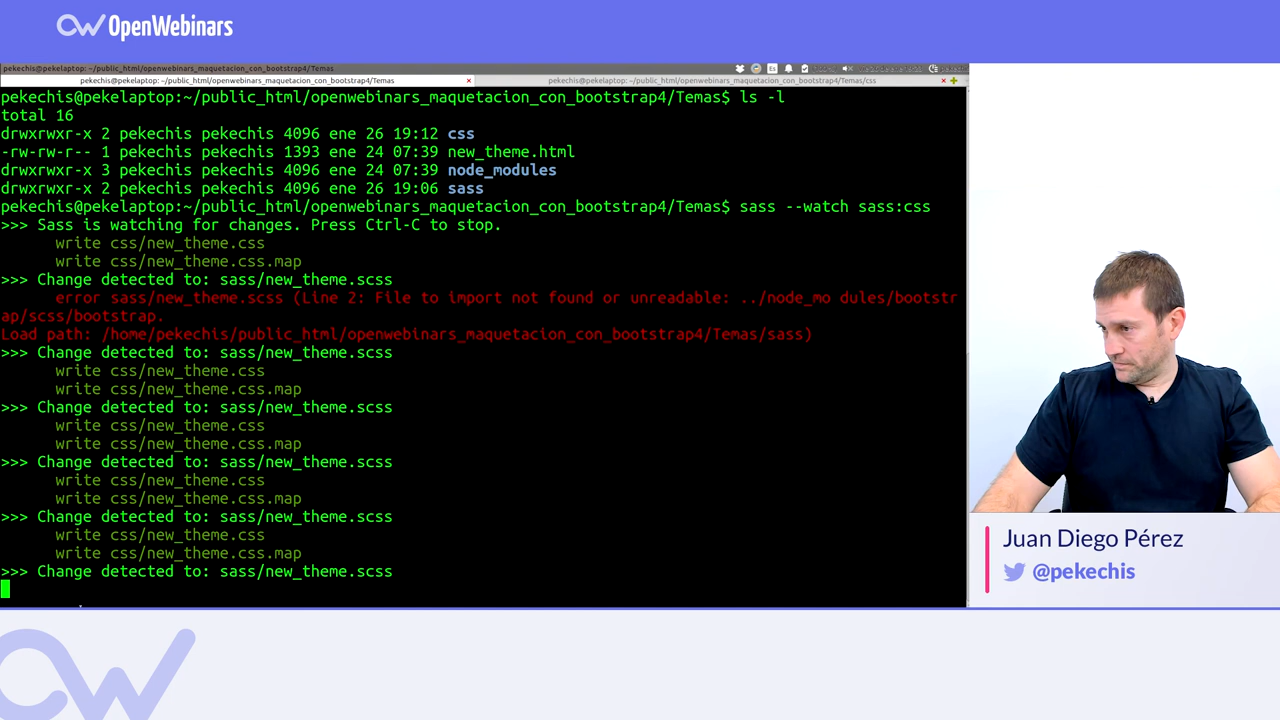 OpenWebinars
pekechis@pekelaptop: ~/public_html/openwebinars_maquetacion_con_bootstrap4/Temas
pekechis@pekelaptop: ~/public_html/openwebinars_maquetacion_con_bootstrap4/Temas
pekechis@pekelaptop: ~/public_html/openwebinars_maquetacion_con_bootstrap4/Temas/css
pekechis@pekelaptop:~/public_html/openwebinars_maquetacion_con_bootstrap4/Temas$ ls -l
total 16
drwxrwxr-x 2 pekechis pekechis 4096 ene 26 19:12 css
-rw-rw-r-- 1 pekechis pekechis 1393 ene 24 07:39 new_theme.html
drwxrwxr-x 3 pekechis pekechis 4096 ene 24 07:39 node_modules
drwxrwxr-x 2 pekechis pekechis 4096 ene 26 19:06 sass
pekechis@pekelaptop:~/public_html/openwebinars_maquetacion_con_bootstrap4/Temas$ sass --watch sass:css
>>> Sass is watching for changes. Press Ctrl-C to stop.
write css/new_theme.css
write css/new_theme.css.map
>>> Change detected to: sass/new_theme.scss
error sass/new_theme.scss (Line 2: File to import not found or unreadable: ../node_mo dules/bootstr
ap/scss/bootstrap.
Load path: /home/pekechis/public_html/openwebinars_maquetacion_con_bootstrap4/Temas/sass)
>>> Change detected to: sass/new_theme.scss
write css/new_theme.css
write css/new_theme.css.map
>>> Change detected to: sass/new_theme.scss
write css/new_theme.css
write css/new_theme.css.map
>>> Change detected to: sass/new_theme.scss
write css/new_theme.css
write css/new_theme.css.map
>>> Change detected to: sass/new_theme.scss
write css/new_theme.css
write css/new_theme.css.map
>>> Change detected to: sass/new_theme.scss
Juan Diego Pérez
@pekechis